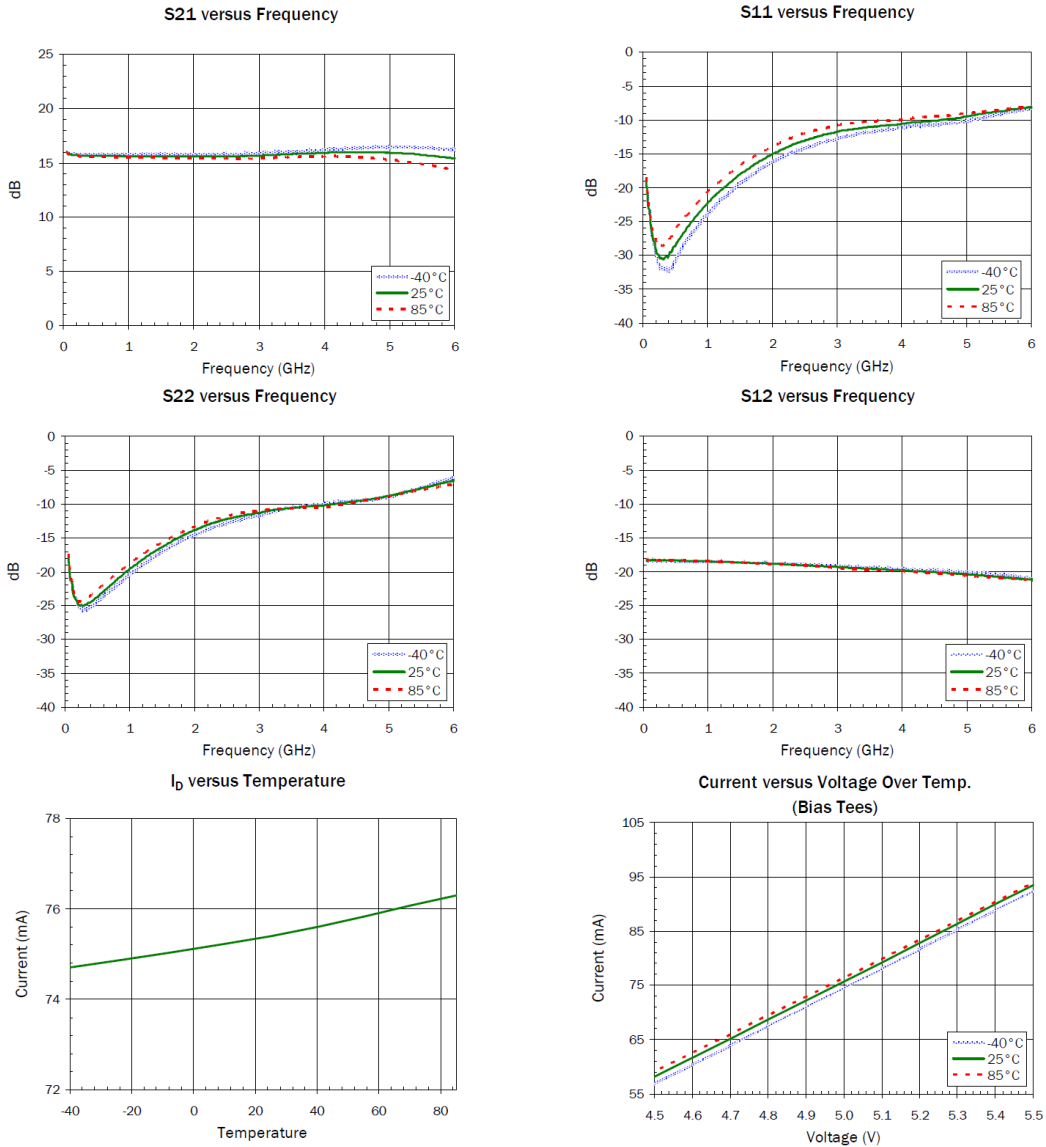 S21 versus Frequency
25
20
15
10
5
0
dB
-40°C
25°C
85°C
0 1 2 3 4 5 6
Frequency (GHz)
S11 versus Frequency
0
-5
-10
-15
-20
-25
-30
-35
-40
dB
-40°C
25°C
85°C
0 1 2 3 4 5 6
Frequency (GHz)
S22 versus Frequency
0
-5
-10
-15
-20
-25
-30
-35
-40
dB
-40°C
25°C
85°C
0 1 2 3 4 5 6
Frequency (GHz)
S12 versus Frequency
0
-5
-10
-15
-20
-25
-30
-35
-40
dB
-40°C
25°C
85°C
0 1 2 3 4 5 6
Frequency (GHz)
I_D versus Temperature
78
76
74
72
Current (mA)
-40 -20 0 20 40 60 80
Temperature
Current versus Voltage Over Temp.
(Bias Tees)
105
95
85
75
65
55
Current (mA)
-40°C
25°C
85°C
4.5 4.6 4.7 4.8 4.9 5.0 5.1 5.2 5.3 5.4 5.5
Voltage (V)